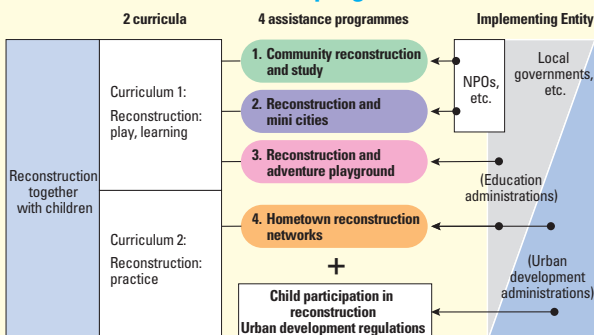 2 curricula
4 assistance programmes
Implementing Entity
Reconstruction
together
with children
Curriculum 1:
Reconstruction:
play, learning
Curriculum 2:
Reconstruction:
practice
1. Community reconstruction
and study
2. Reconstruction and
mini cities
3. Reconstruction and
adventure playground
4. Hometown reconstruction
networks
+
Child participation in
reconstruction
Urban development regulations
NPOs,
etc.
Local
governments,
etc.
(Education
administrations)
(Urban
development
administrations)